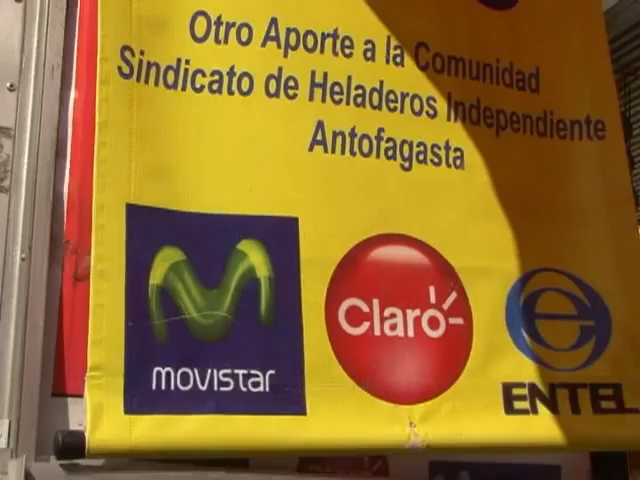 Otro Aporte a la Comunidad
Sindicato de Heladeros Independiente
Antofagasta
movistar
Claro
e
ENTEL